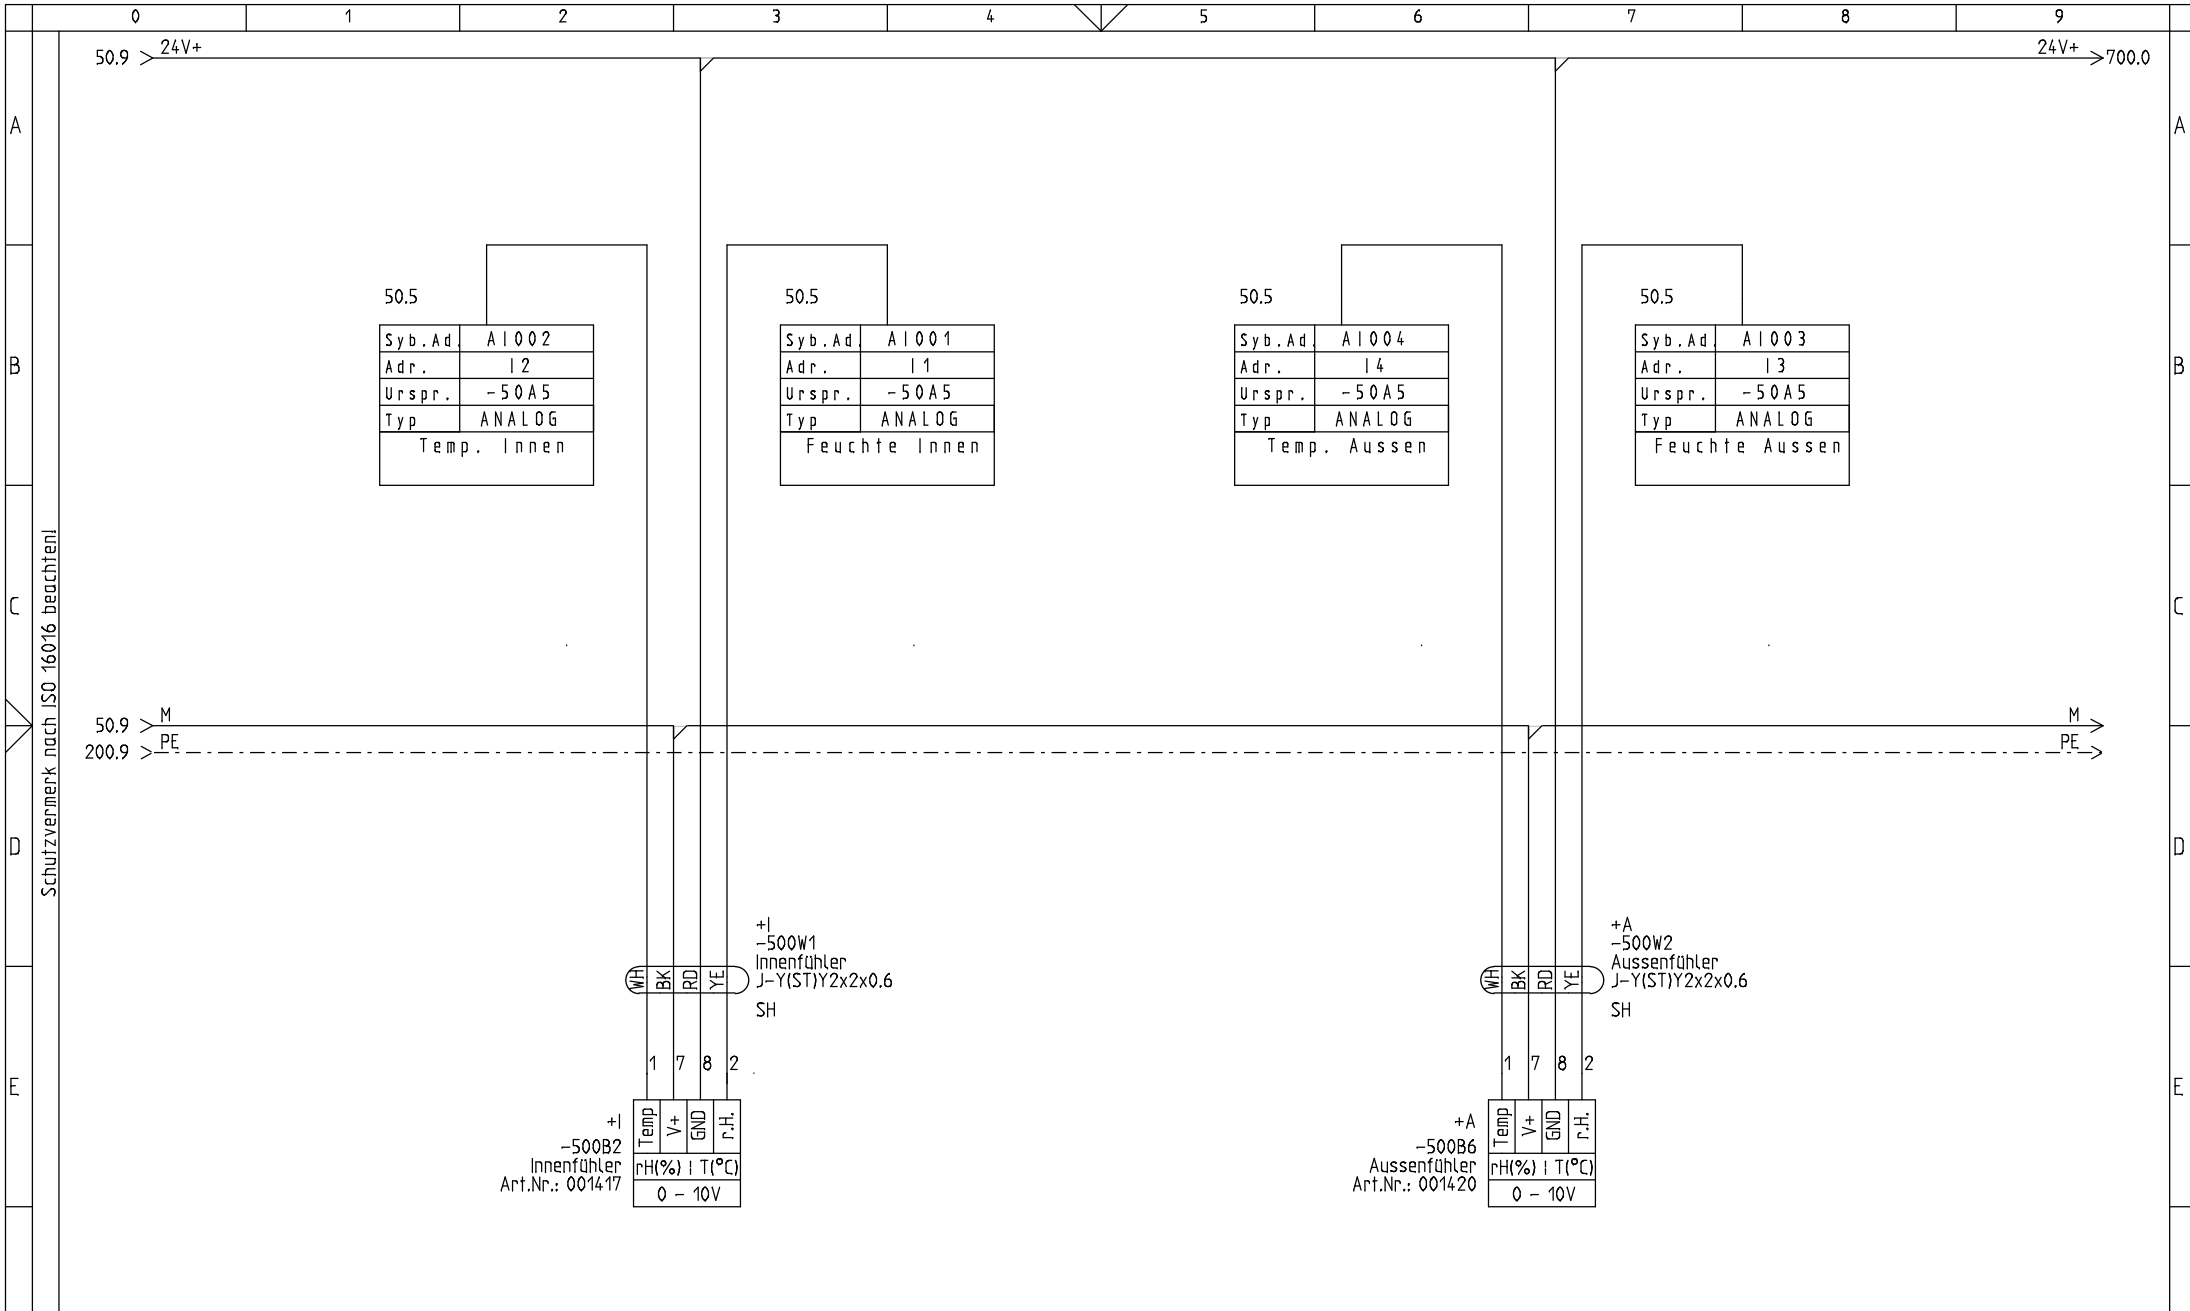 0 1 2 3 4 5 6 7 8 9
50.9 24V+ 24V+ 700.0
A A
50.5 50.5 50.5 50.5
Syb.Ad. AI002
Adr. I2
Urspr. -50A5
Typ ANALOG
Temp. Innen
Syb.Ad. AI001
Adr. I1
Urspr. -50A5
Typ ANALOG
Feuchte Innen
Syb.Ad. AI004
Adr. I4
Urspr. -50A5
Typ ANALOG
Temp. Aussen
Syb.Ad. AI003
Adr. I3
Urspr. -50A5
Typ ANALOG
Feuchte Aussen
B B
C C
Schutzvermerk nach ISO 16016 beachten!
50.9 M M
200.9 PE PE
D D
+I
-500W1
Innenfühler
J-Y(ST)Y2x2x0.6
SH
WH BK RD YE
+A
-500W2
Aussenfühler
J-Y(ST)Y2x2x0.6
SH
WH BK RD YE
E E
1 7 8 2
Temp V+ GND r.H.
rH(%) | T(°C)
0 - 10V
+I
-500B2
Innenfühler
Art.Nr.: 001417
1 7 8 2
Temp V+ GND r.H.
rH(%) | T(°C)
0 - 10V
+A
-500B6
Aussenfühler
Art.Nr.: 001420